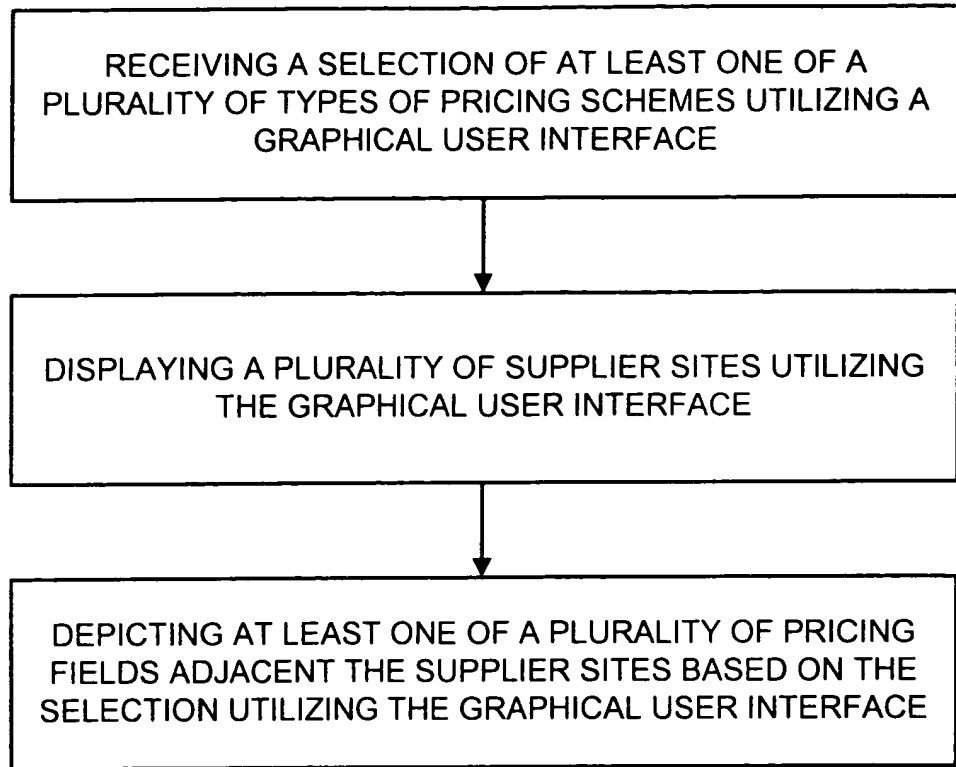 RECEIVING A SELECTION OF AT LEAST ONE OF A
PLURALITY OF TYPES OF PRICING SCHEMES UTILIZING A
GRAPHICAL USER INTERFACE
DISPLAYING A PLURALITY OF SUPPLIER SITES UTILIZING
THE GRAPHICAL USER INTERFACE
DEPICTING AT LEAST ONE OF A PLURALITY OF PRICING
FIELDS ADJACENT THE SUPPLIER SITES BASED ON THE
SELECTION UTILIZING THE GRAPHICAL USER INTERFACE